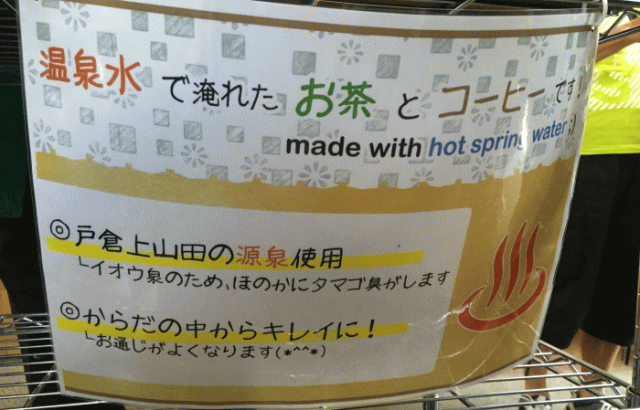 温泉水 で淹れた お茶 と コーヒー です!
made with hot spring water :)
◎戸倉上山田の源泉使用
└イオウ泉のため、ほのかにタマゴ臭がします
◎からだの中からキレイに!
└お通じがよくなります(*^^*)